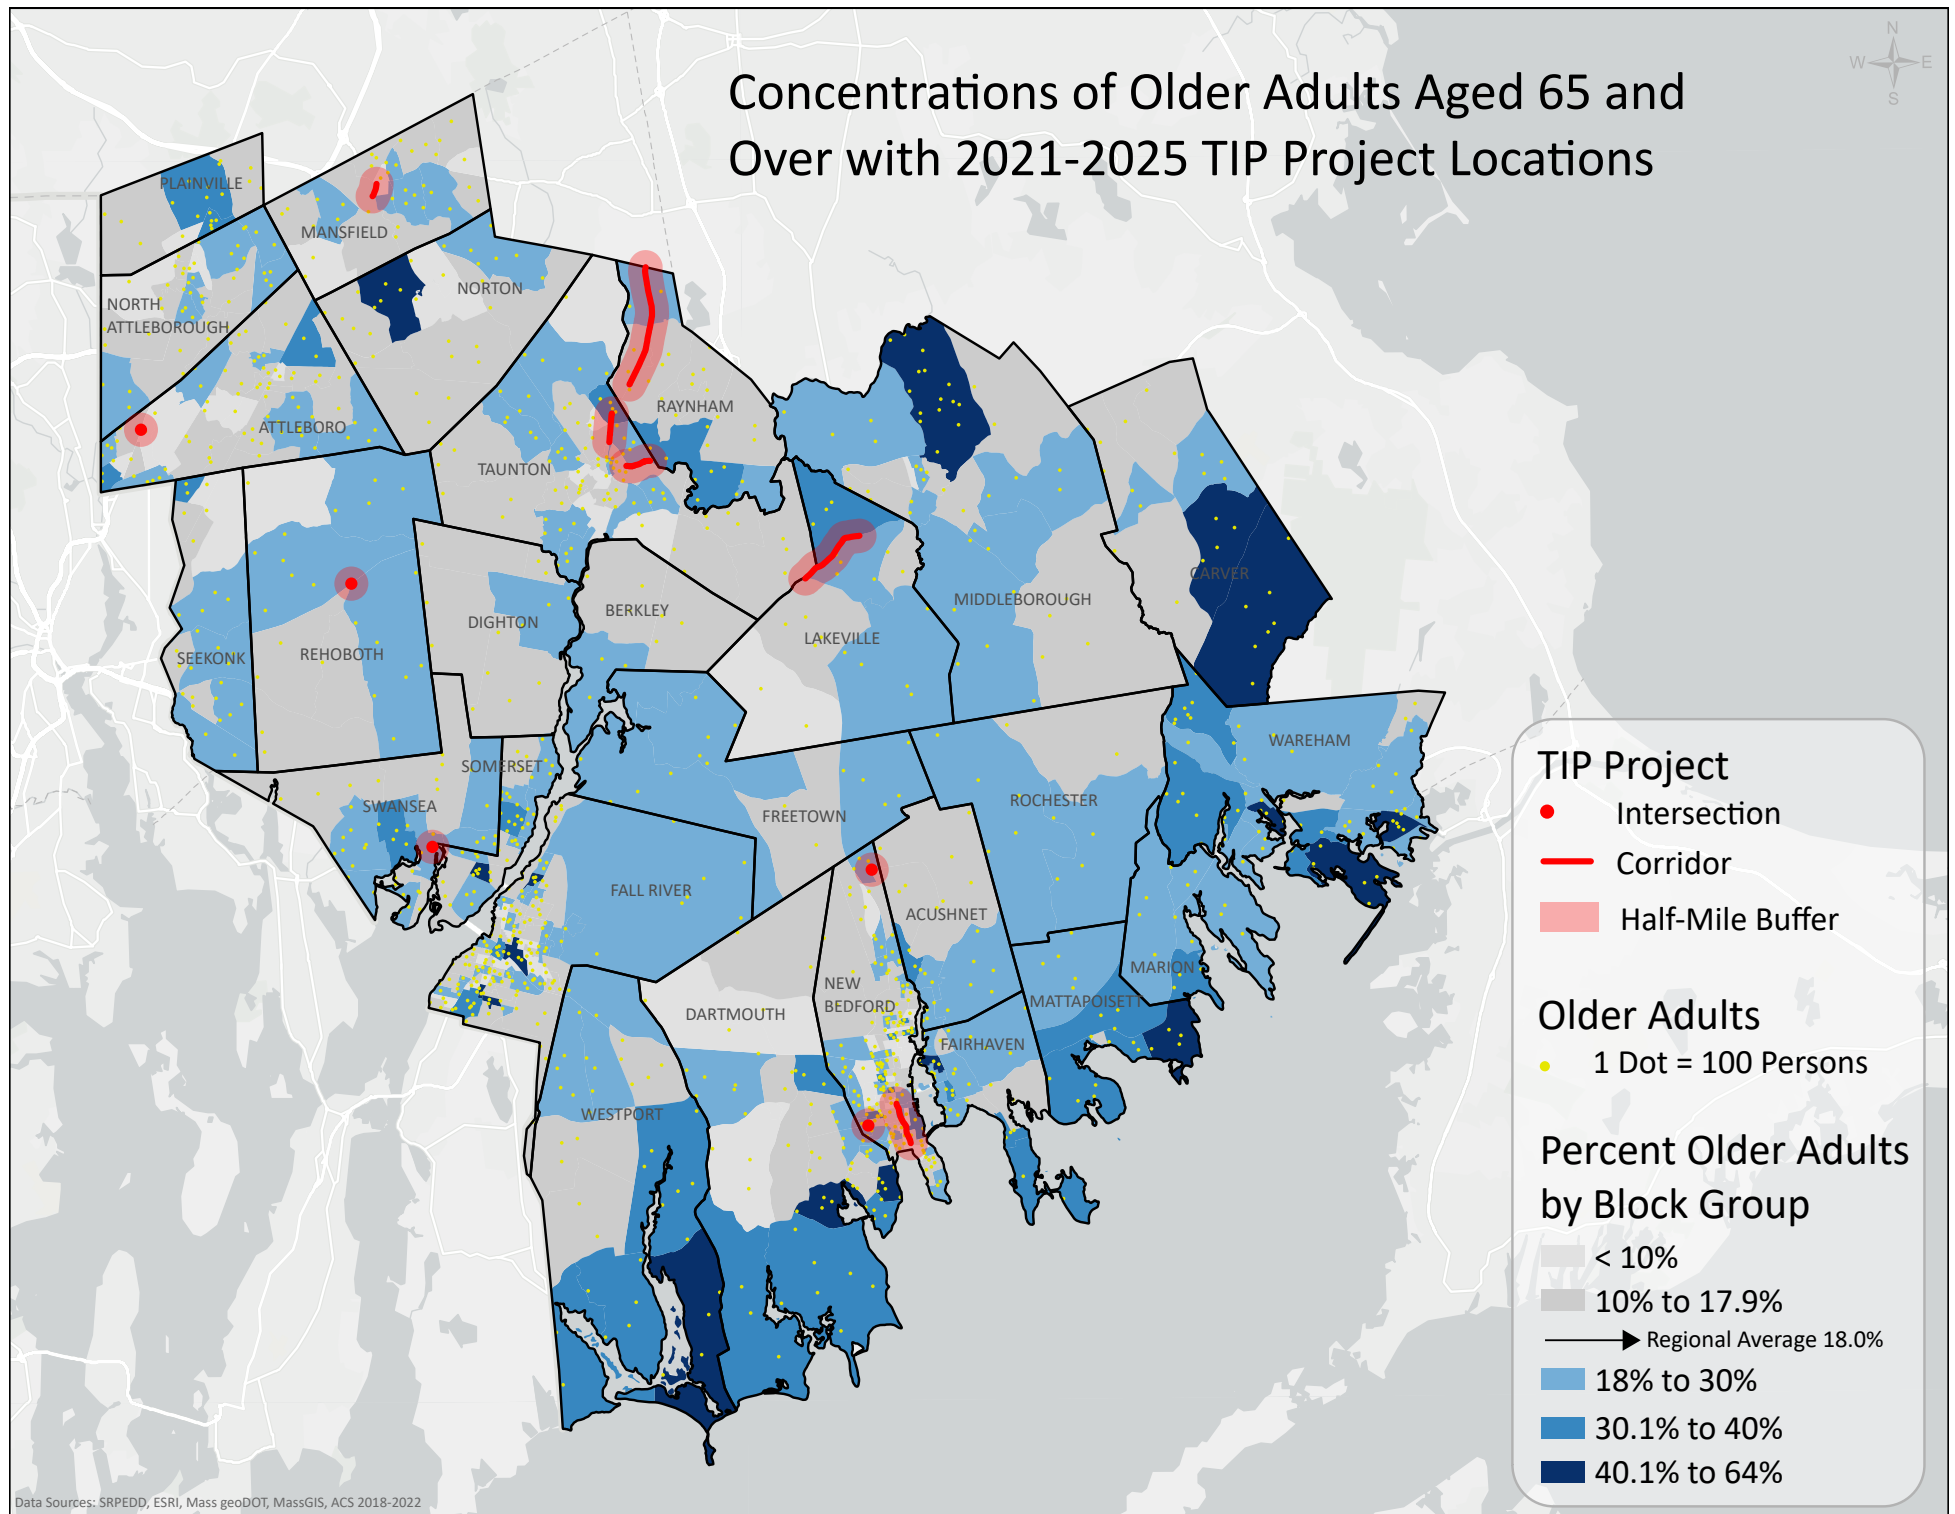 Concentrations of Older Adults Aged 65 and
Over with 2021-2025 TIP Project Locations
N
W
E
S
PLAINVILLE
MANSFIELD
NORTON
NORTH
ATTLEBOROUGH
RAYNHAM
ATTLEBORO
TAUNTON
CARVER
MIDDLEBOROUGH
BERKLEY
DIGHTON
LAKEVILLE
REHOBOTH
SEEKONK
WAREHAM
SOMERSET
ROCHESTER
SWANSEA
FREETOWN
FALL RIVER
ACUSHNET
MARION
NEW
BEDFORD
MATTAPOISETT
DARTMOUTH
FAIRHAVEN
WESTPORT
TIP Project
Intersection
Corridor
Half-Mile Buffer
Older Adults
1 Dot = 100 Persons
Percent Older Adults
by Block Group
< 10%
10% to 17.9%
Regional Average 18.0%
18% to 30%
30.1% to 40%
40.1% to 64%
Data Sources: SRPEDD, ESRI, Mass geoDOT, MassGIS, ACS 2018-2022